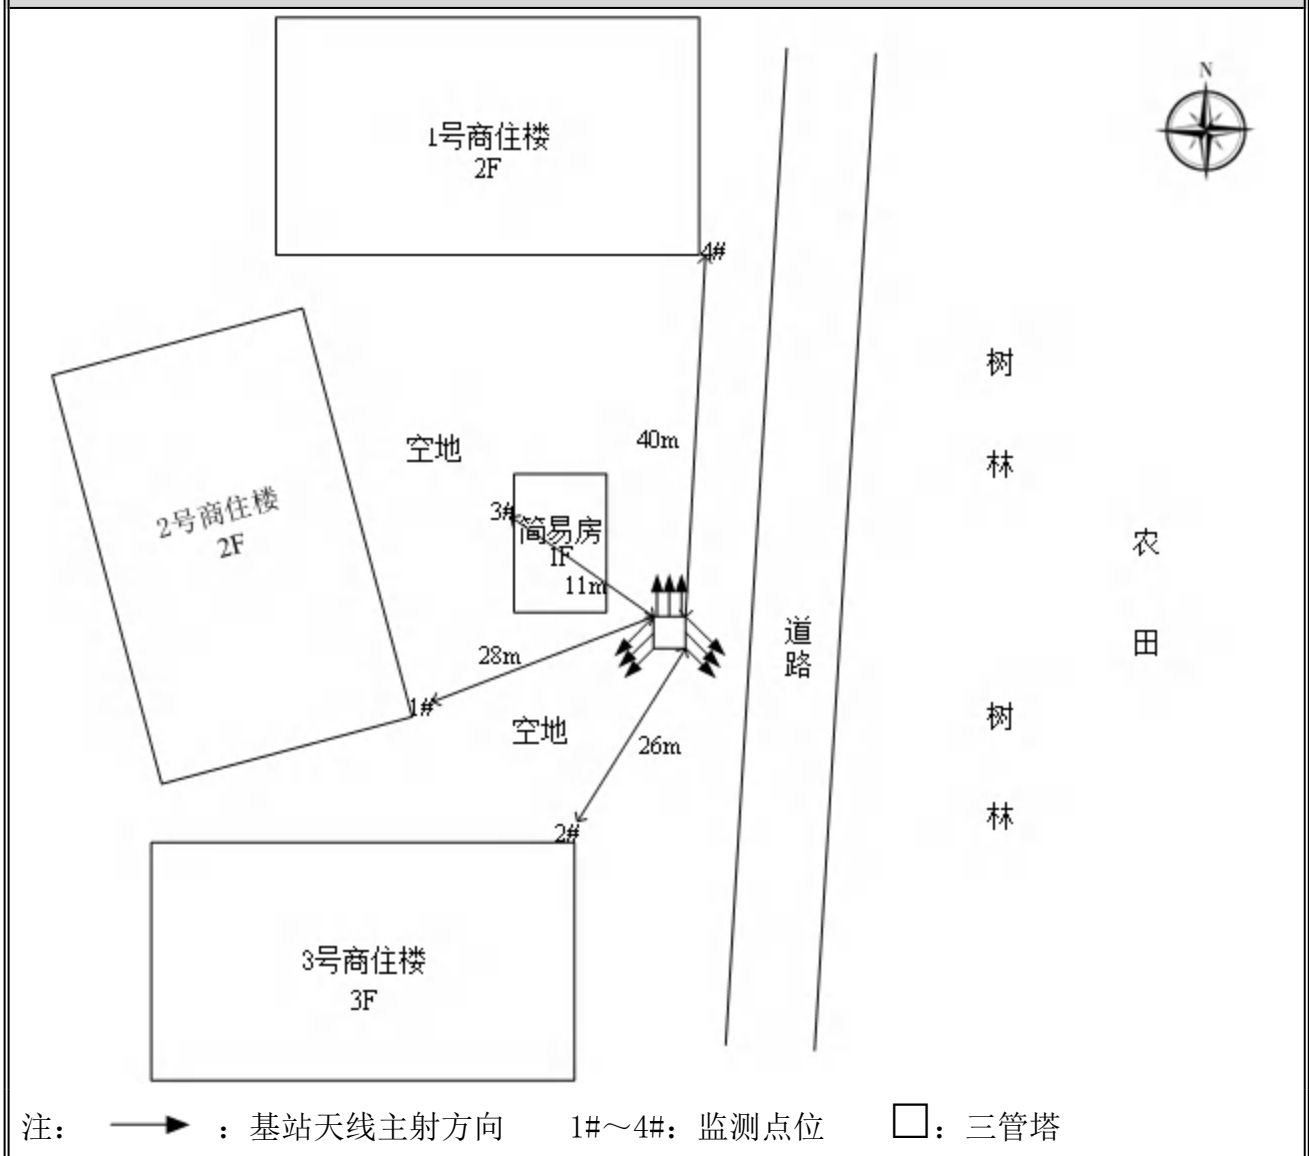 N
1号商住楼
2F
4#
树
林
40m
空地
2号商住楼
2F
3#
简易房
1F
11m
农
田
道
路
28m
1#
空地
26m
树
林
2#
3号商住楼
3F
注： ：基站天线主射方向 1#～4#：监测点位 ：三管塔